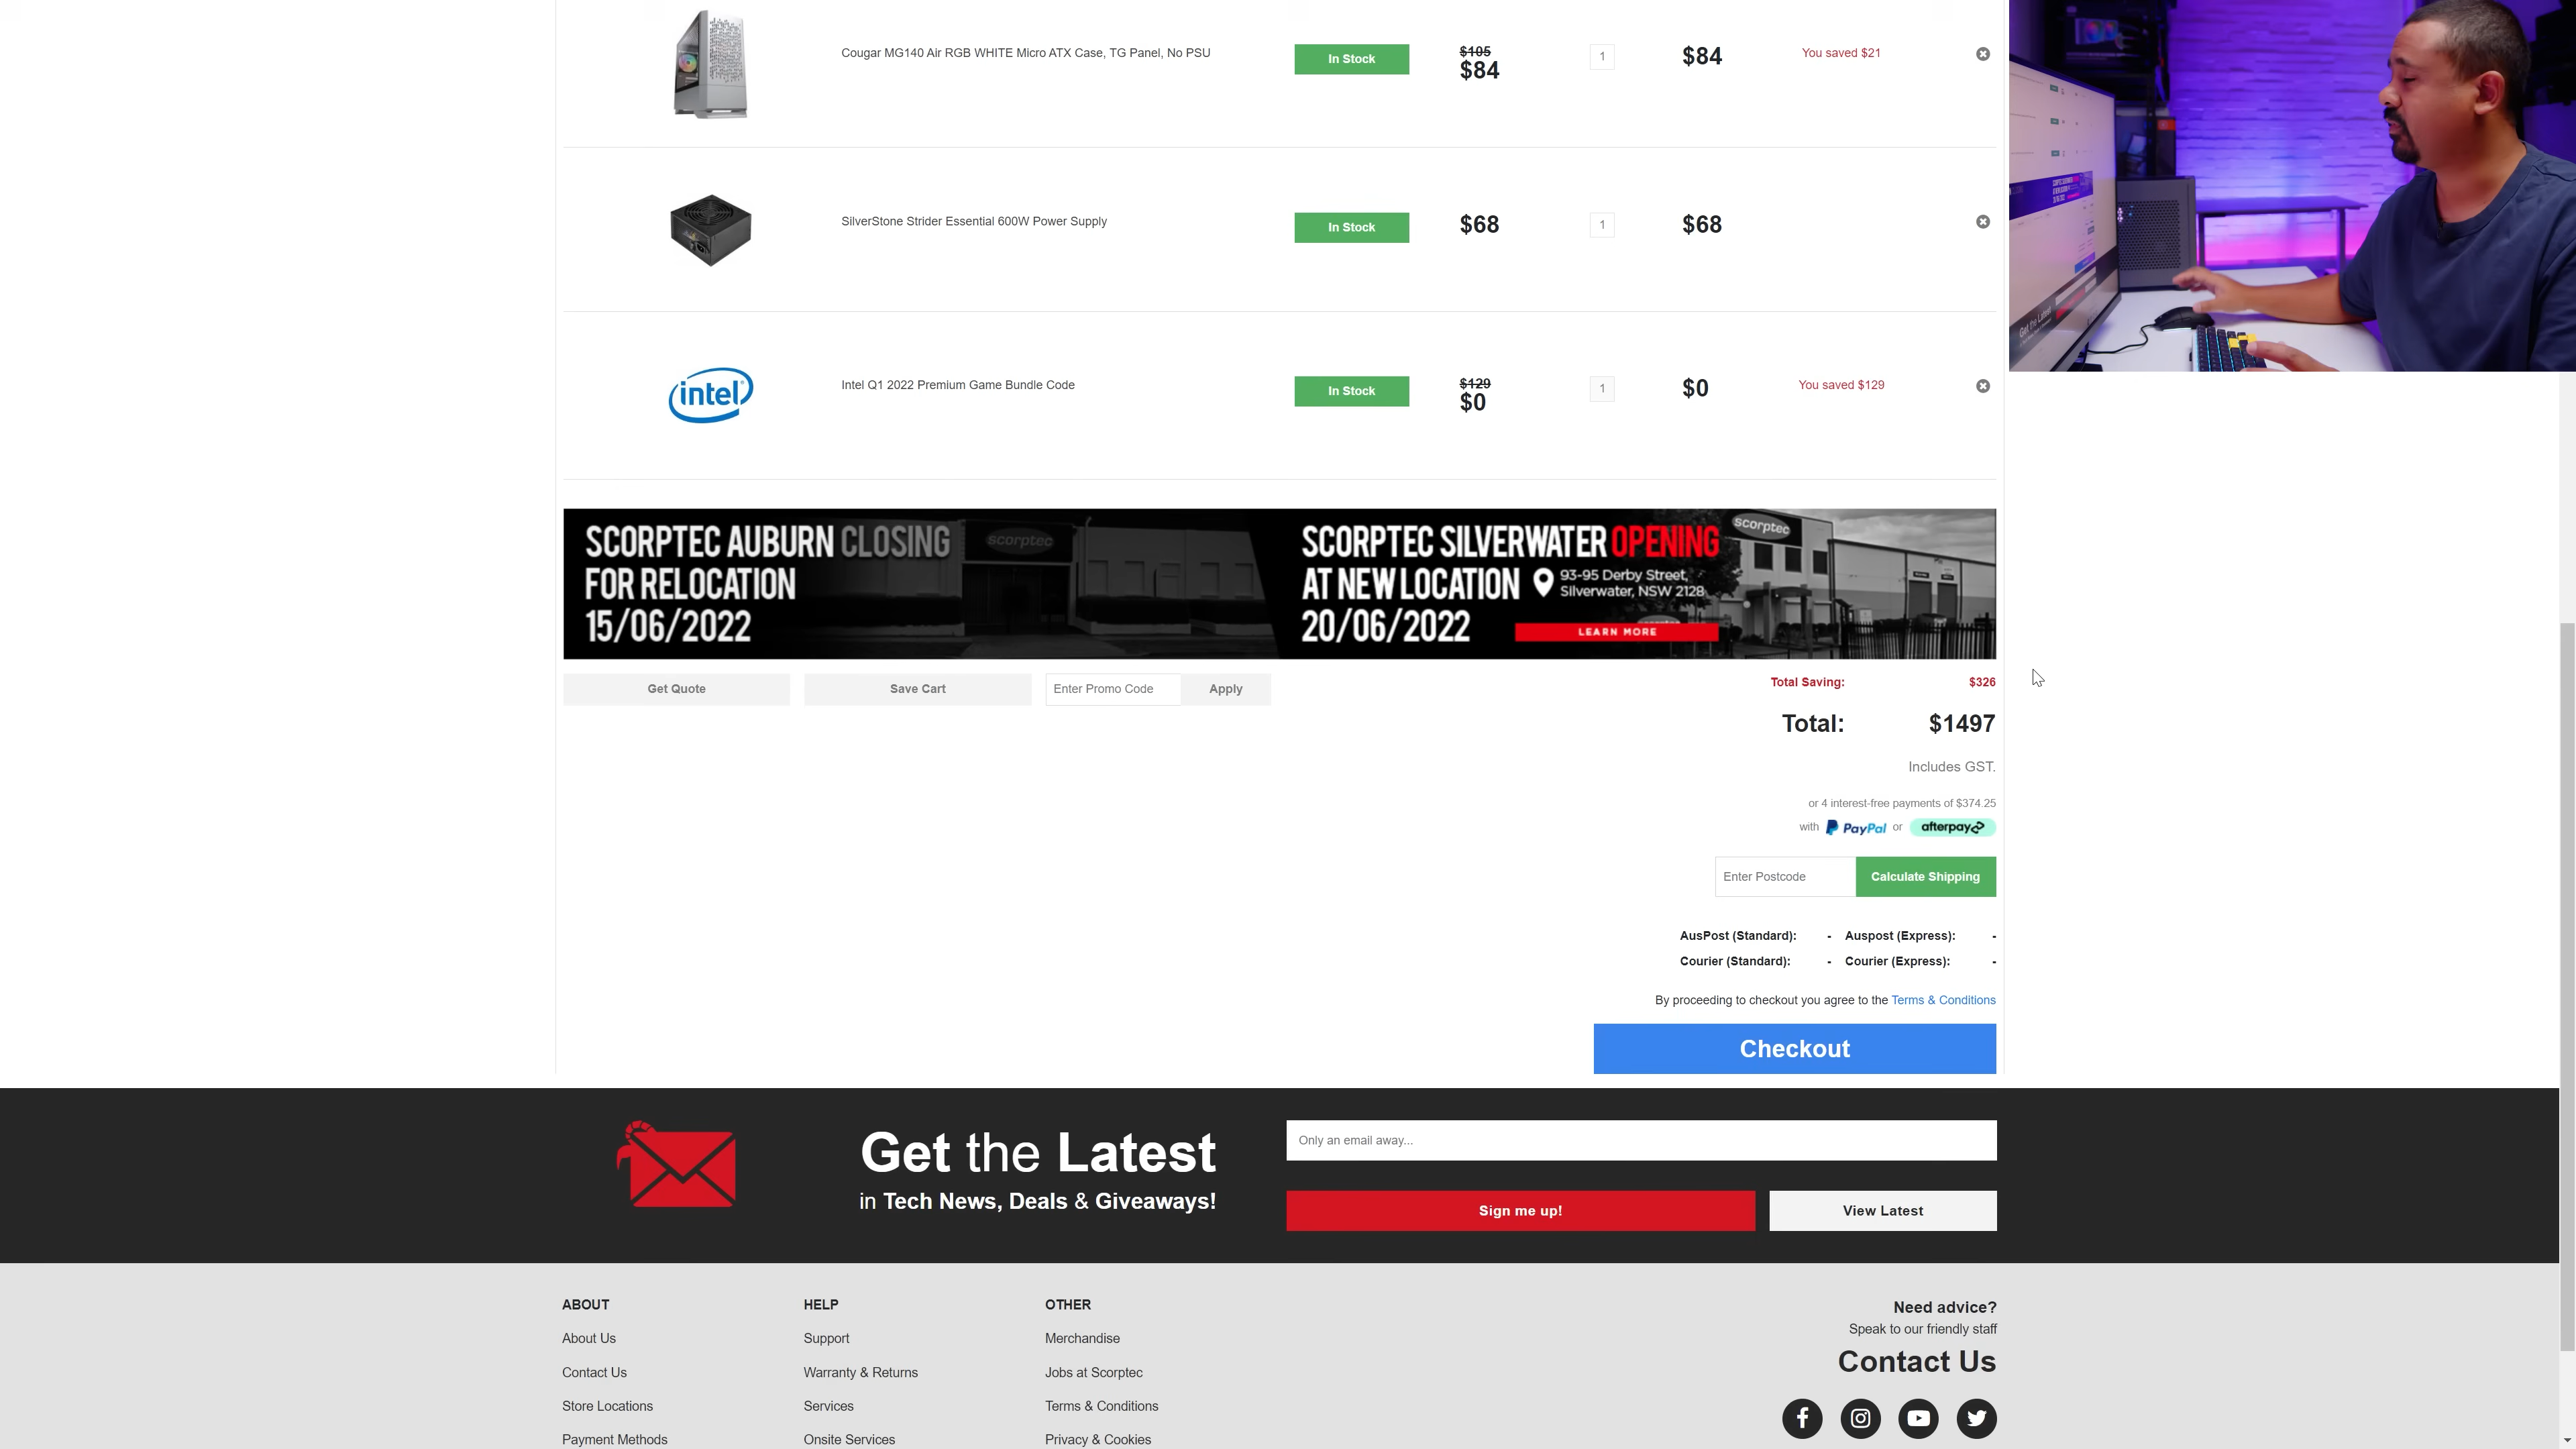 Cougar MG140 Air RGB WHITE Micro ATX Case, TG Panel, No PSU
In Stock
$105
$84
1
$84
You saved $21
SilverStone Strider Essential 600W Power Supply
In Stock
$68
1
$68
intel
Intel Q1 2022 Premium Game Bundle Code
In Stock
$129
$0
1
$0
You saved $129
SCORPTEC AUBURN CLOSING
FOR RELOCATION
15/06/2022
scorptec
SCORPTEC SILVERWATER OPENING
AT NEW LOCATION
93-95 Derby Street,
Silverwater, NSW 2128
20/06/2022
LEARN MORE
scorptec
Get Quote
Save Cart
Enter Promo Code
Apply
Total Saving: $326
Total: $1497
Includes GST.
or 4 interest-free payments of $374.25
with PayPal or afterpay
Enter Postcode
Calculate Shipping
AusPost (Standard): - Auspost (Express): -
Courier (Standard): - Courier (Express): -
By proceeding to checkout you agree to the Terms & Conditions
Checkout
Get the Latest
in Tech News, Deals & Giveaways!
Only an email away...
Sign me up!
View Latest
ABOUT
About Us
Contact Us
Store Locations
Payment Methods
HELP
Support
Warranty & Returns
Services
Onsite Services
OTHER
Merchandise
Jobs at Scorptec
Terms & Conditions
Privacy & Cookies
Need advice?
Speak to our friendly staff
Contact Us